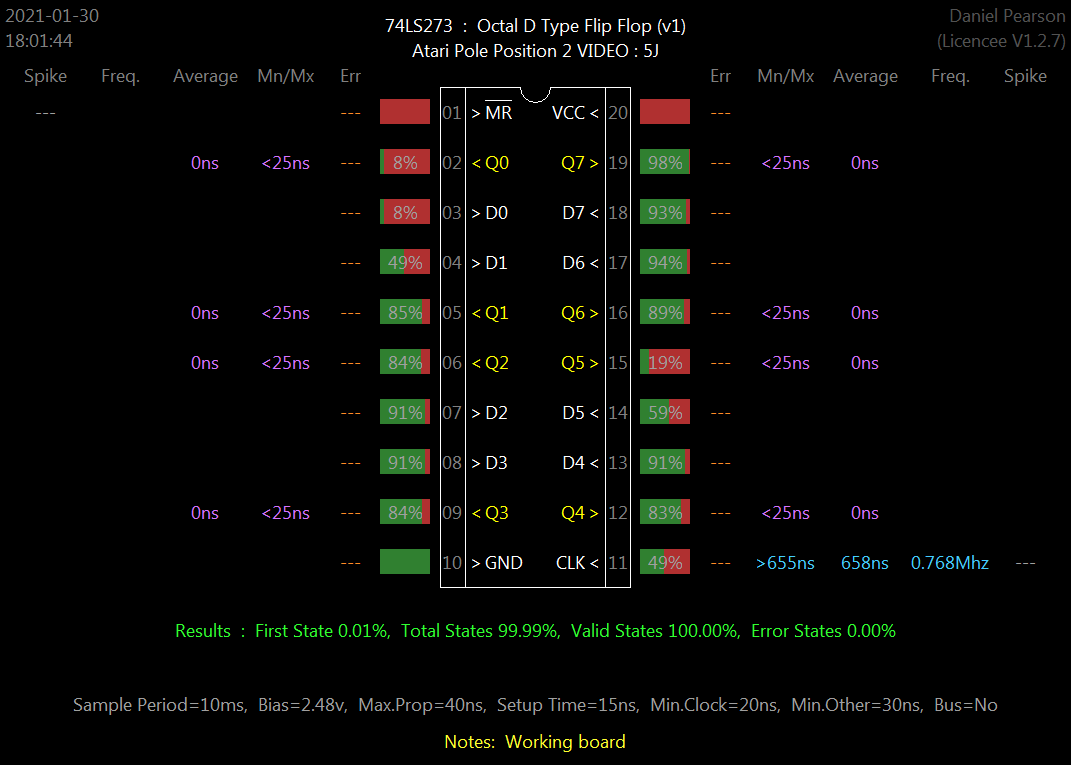 2021-01-30
18:01:44
74LS273 : Octal D Type Flip Flop (v1)
Atari Pole Position 2 VIDEO : 5J
Daniel Pearson
(Licencee V1.2.7)
Spike Freq. Average Mn/Mx Err Err Mn/Mx Average Freq. Spike
--- --- 01 > MR VCC < 20 ---
0ns <25ns --- 8% 02 < Q0 Q7 > 19 98% --- <25ns 0ns
--- 8% 03 > D0 D7 < 18 93% ---
--- 49% 04 > D1 D6 < 17 94% ---
0ns <25ns --- 85% 05 < Q1 Q6 > 16 89% --- <25ns 0ns
0ns <25ns --- 84% 06 < Q2 Q5 > 15 19% --- <25ns 0ns
--- 91% 07 > D2 D5 < 14 59% ---
--- 91% 08 > D3 D4 < 13 91% ---
0ns <25ns --- 84% 09 < Q3 Q4 > 12 83% --- <25ns 0ns
--- 10 > GND CLK < 11 49% --- >655ns 658ns 0.768Mhz ---
Results : First State 0.01%, Total States 99.99%, Valid States 100.00%, Error States 0.00%
Sample Period=10ms, Bias=2.48v, Max.Prop=40ns, Setup Time=15ns, Min.Clock=20ns, Min.Other=30ns, Bus=No
Notes: Working board